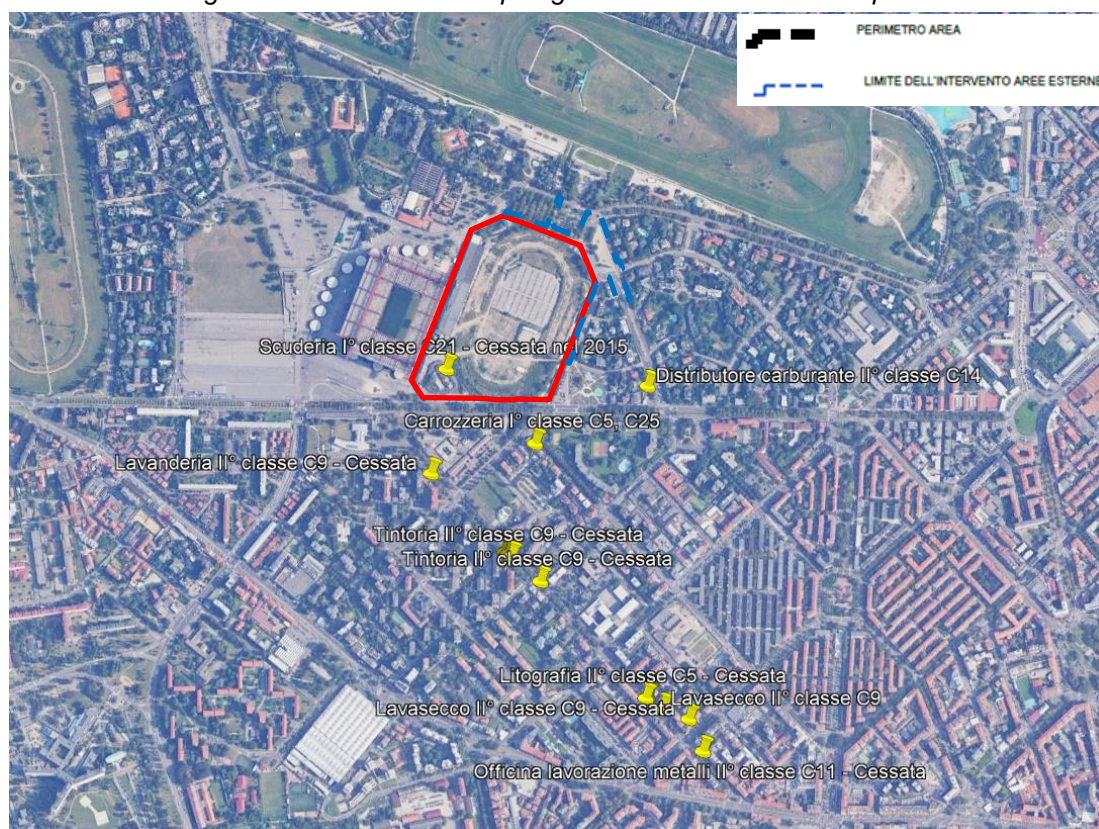 PERIMETRO AREA
LIMITE DELL'INTERVENTO AREE ESTERNE
Scuderia I° classe C21 - Cessata nel 2015
Distributore carburante II° classe C14
Carrozzeria I° classe C5, C25
Lavanderia II° classe C9 - Cessata
Tintoria II° classe C9 - Cessata
Tintoria II° classe C9 - Cessata
Litografia II° classe C5 - Cessata
Lavasecco II° classe C9
Lavasecco II° classe C9 - Cessata
Officina lavorazione metalli II° classe C11 - Cessata